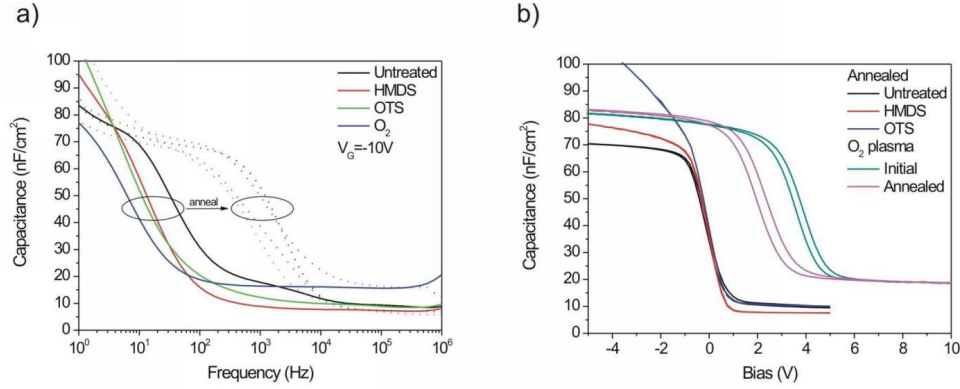 a)
100
90
80
70
60
50
40
30
20
10
0
Capacitance (nF/cm²)
Untreated
HMDS
OTS
O₂
V_G=-10V
anneal
10⁰ 10¹ 10² 10³ 10⁴ 10⁵ 10⁶
Frequency (Hz)
b)
100
90
80
70
60
50
40
30
20
10
0
Capacitance (nF/cm²)
Annealed
Untreated
HMDS
OTS
O₂ plasma
Initial
Annealed
-4 -2 0 2 4 6 8 10
Bias (V)